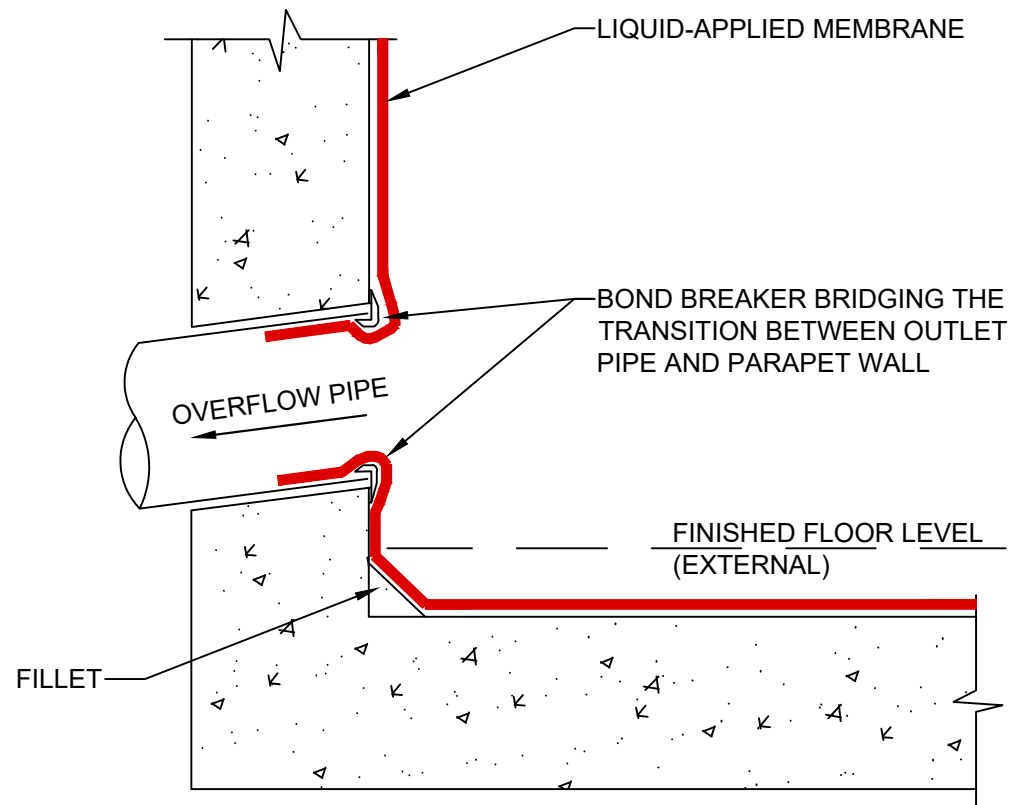 LIQUID-APPLIED MEMBRANE
BOND BREAKER BRIDGING THE
TRANSITION BETWEEN OUTLET
PIPE AND PARAPET WALL
OVERFLOW PIPE
FINISHED FLOOR LEVEL
(EXTERNAL)
FILLET